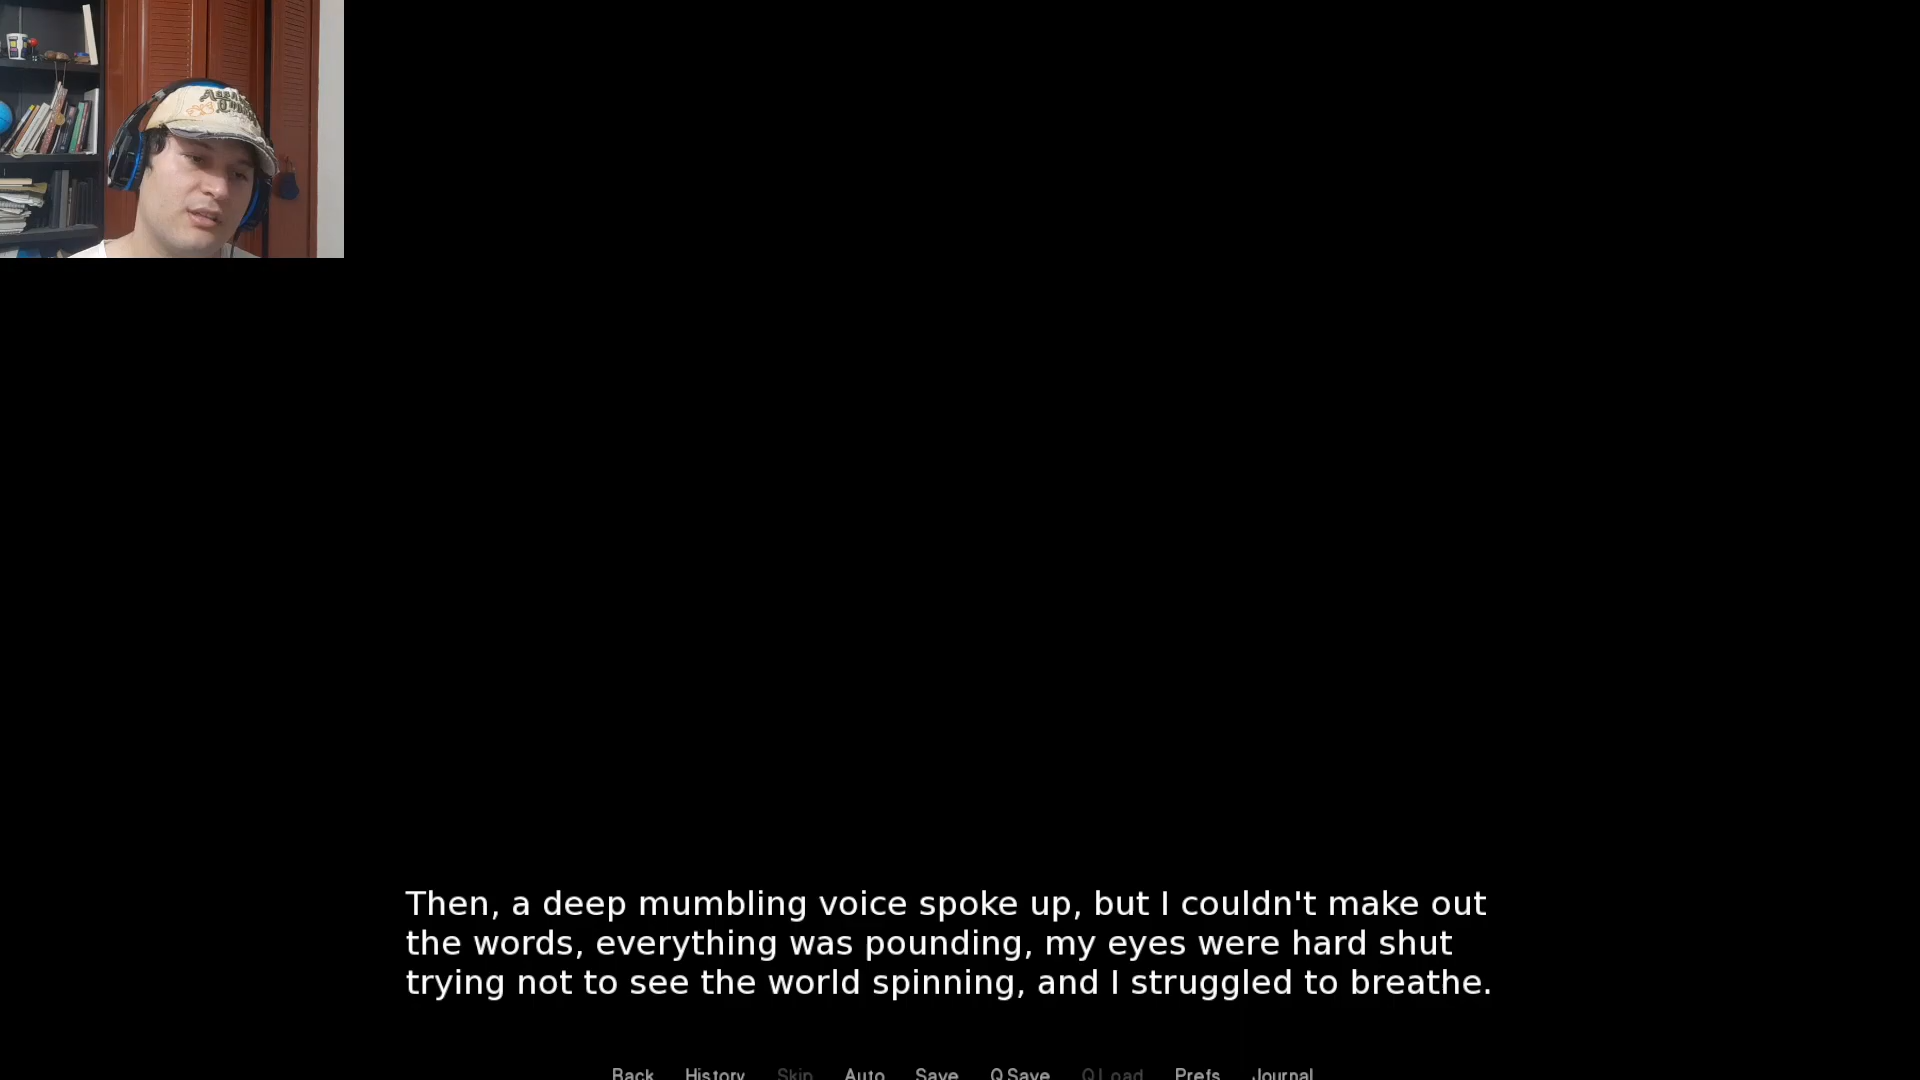 Then, a deep mumbling voice spoke up, but I couldn't make out
the words, everything was pounding, my eyes were hard shut
trying not to see the world spinning, and I struggled to breathe.
Back History Skip Auto Save Q.Save Q.Load Prefs Journal